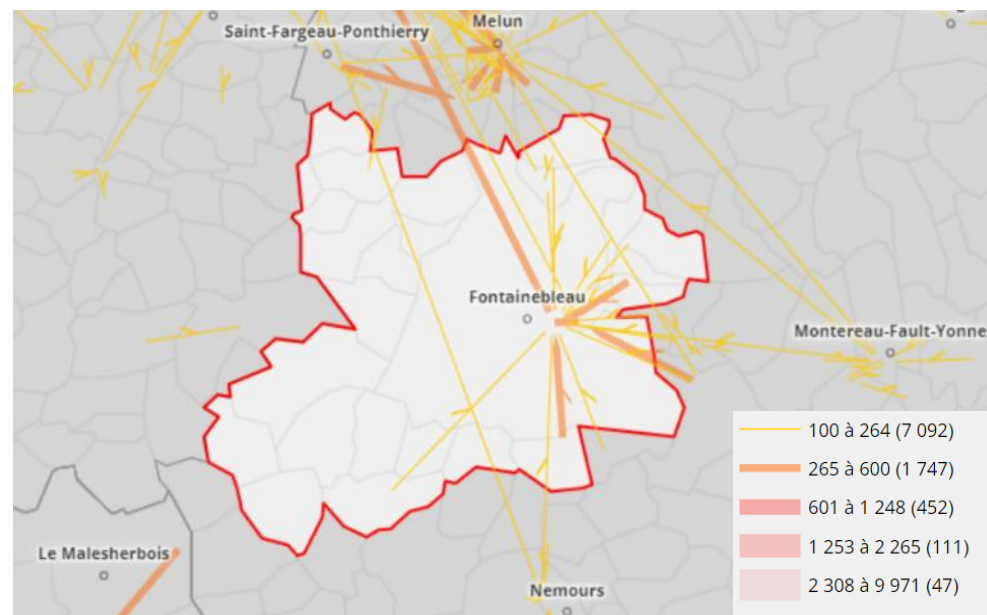 Melun
Saint-Fargeau-Ponthierry
Fontainebleau
Montereau-Fault-Yonne
100 à 264 (7 092)
265 à 600 (1 747)
601 à 1 248 (452)
1 253 à 2 265 (111)
2 308 à 9 971 (47)
Le Malesherbois
Nemours